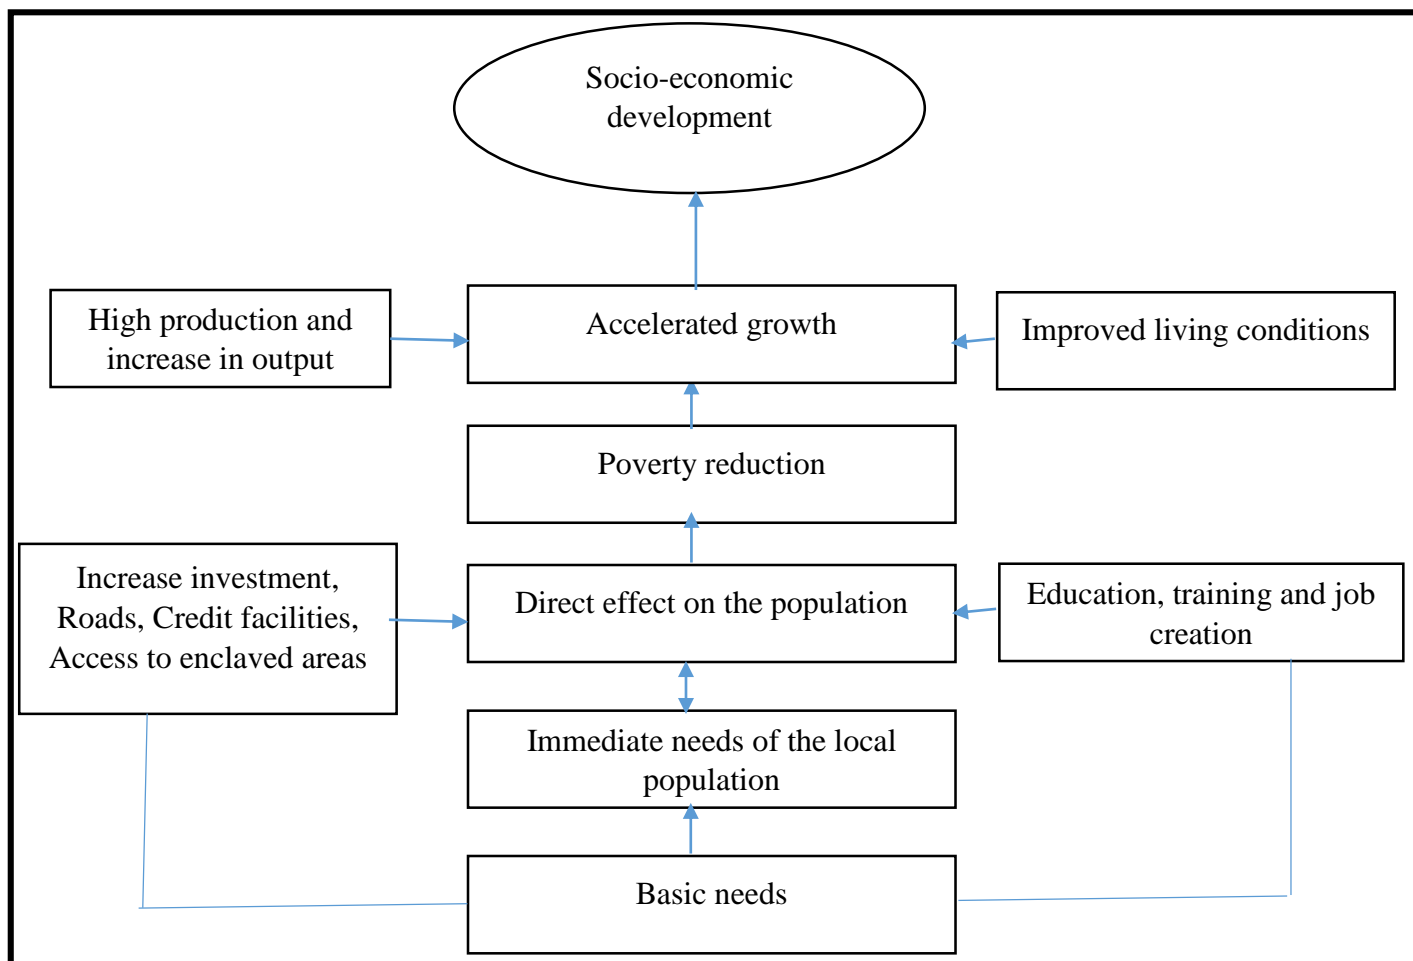 Socio-economic
development
High production and
increase in output
Accelerated growth
Improved living conditions
Poverty reduction
Increase investment,
Roads, Credit facilities,
Access to enclaved areas
Direct effect on the population
Education, training and job
creation
Immediate needs of the local
population
Basic needs